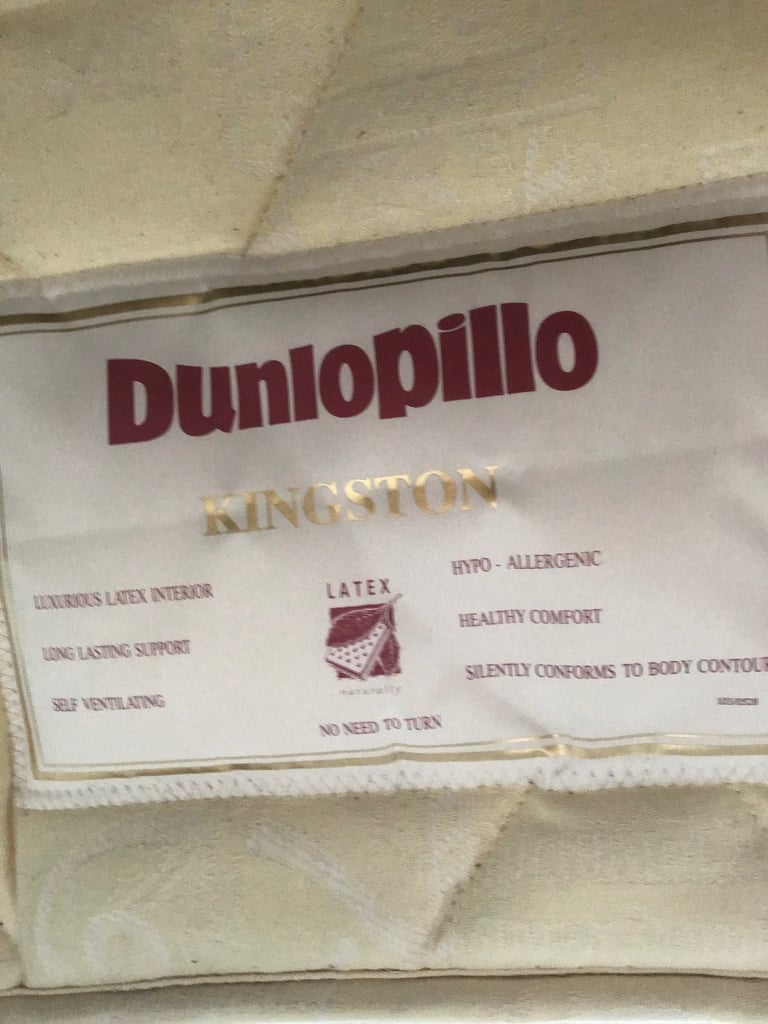 Dunlopillo
KINGSTON
LUXURIOUS LATEX INTERIOR
LONG LASTING SUPPORT
SELF VENTILATING
LATEX
naturally
NO NEED TO TURN
HYPO - ALLERGENIC
HEALTHY COMFORT
SILENTLY CONFORMS TO BODY CONTOUR